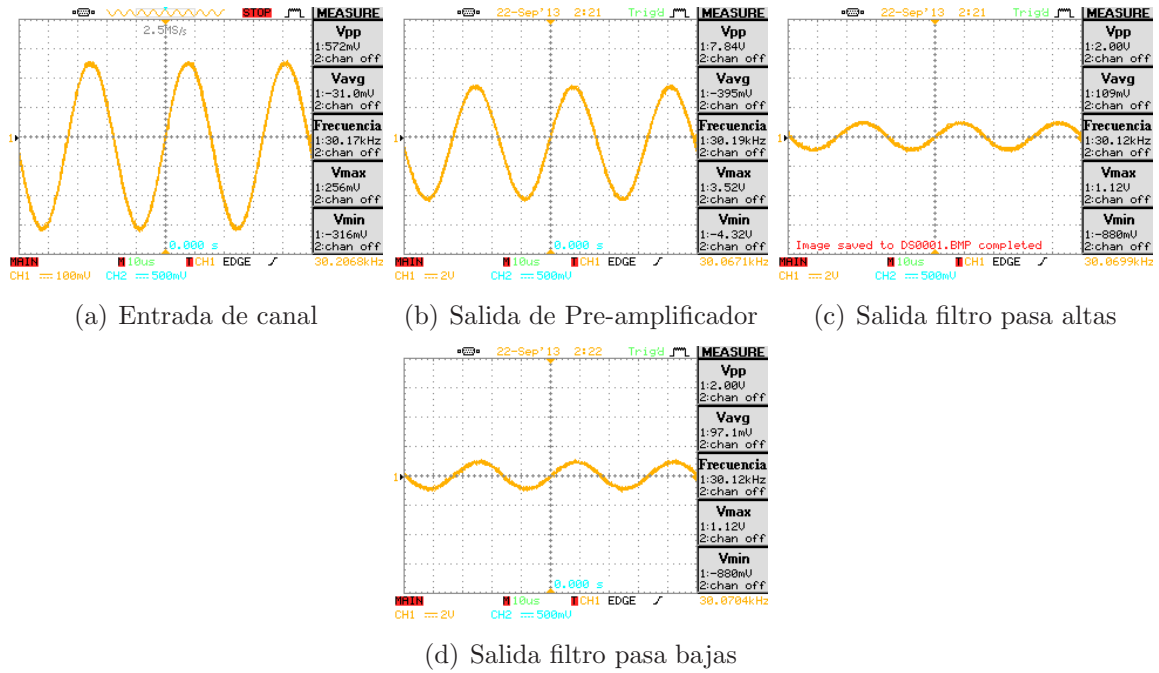 STOP MEASURE
2.5MS/s
Vpp
1:572mV
2:chan off
Vavg
1:-31.0mV
2:chan off
Frecuencia
1:30.17kHz
2:chan off
Vmax
1:256mV
2:chan off
Vmin
1:-316mV
2:chan off
1
0.000 s
MAIN M 10us T CH1 EDGE 30.2068kHz
CH1 100mV CH2 500mV
(a) Entrada de canal
22-Sep'13 2:21 Trig'd MEASURE
Vpp
1:7.84V
2:chan off
Vavg
1:-395mV
2:chan off
Frecuencia
1:30.19kHz
2:chan off
Vmax
1:3.52V
2:chan off
Vmin
1:-4.32V
2:chan off
1
0.000 s
MAIN M 10us T CH1 EDGE 30.0671kHz
CH1 2V CH2 500mV
(b) Salida de Pre-amplificador
22-Sep'13 2:21 Trig'd MEASURE
Vpp
1:2.00V
2:chan off
Vavg
1:109mV
2:chan off
Frecuencia
1:30.12kHz
2:chan off
Vmax
1:1.12V
2:chan off
Vmin
1:-880mV
2:chan off
1
Image saved to DS0001.BMP completed
MAIN M 10us T CH1 EDGE 30.0699kHz
CH1 2V CH2 500mV
(c) Salida filtro pasa altas
22-Sep'13 2:22 Trig'd MEASURE
Vpp
1:2.00V
2:chan off
Vavg
1:97.1mV
2:chan off
Frecuencia
1:30.12kHz
2:chan off
Vmax
1:1.12V
2:chan off
Vmin
1:-880mV
2:chan off
1
0.000 s
MAIN M 10us T CH1 EDGE 30.0704kHz
CH1 2V CH2 500mV
(d) Salida filtro pasa bajas